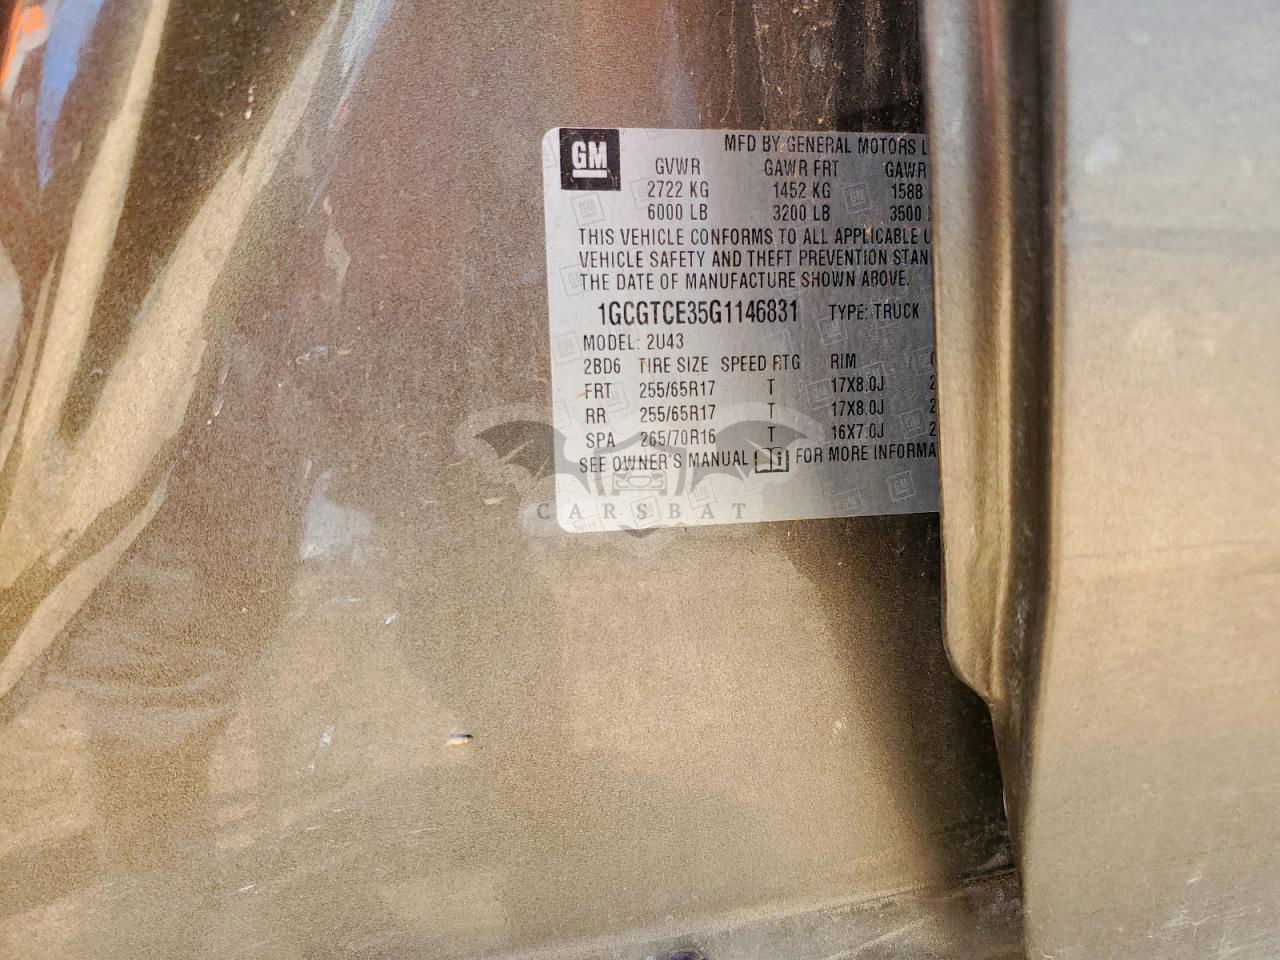 GM
MFD BY GENERAL MOTORS L
GVWR GAWR FRT GAWR
2722 KG 1452 KG 1588
6000 LB 3200 LB 3500
THIS VEHICLE CONFORMS TO ALL APPLICABLE U
VEHICLE SAFETY AND THEFT PREVENTION STAN
THE DATE OF MANUFACTURE SHOWN ABOVE.
1GCGTCE35G1146831 TYPE: TRUCK
MODEL: 2U43
2BD6 TIRE SIZE SPEED RTG RIM
FRT 255/65R17 T 17X8.0J 2
RR 255/65R17 T 17X8.0J 2
SPA 265/70R16 T 16X7.0J 2
SEE OWNER'S MANUAL FOR MORE INFORMA
CARSBAT